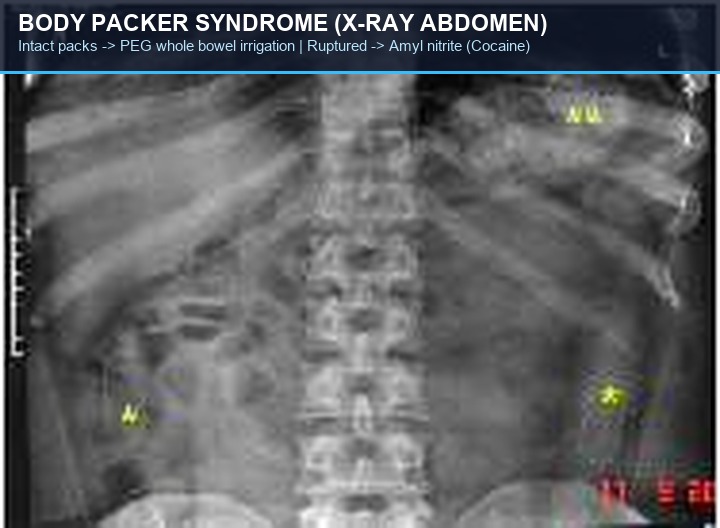 BODY PACKER SYNDROME (X-RAY ABDOMEN)
Intact packs -> PEG whole bowel irrigation | Ruptured -> Amyl nitrite (Cocaine)
L